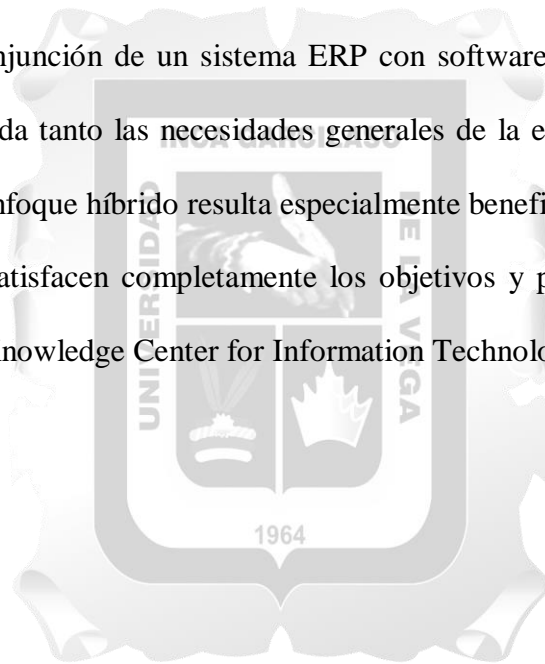 njunción de un sistema ERP con software
da tanto las necesidades generales de la e
INCA GARCILASO
nfoque híbrido resulta especialmente benefi
UNIVERSIDAD
DE LA VEGA
atisfacen completamente los objetivos y p
nowledge Center for Information Technolo
1964